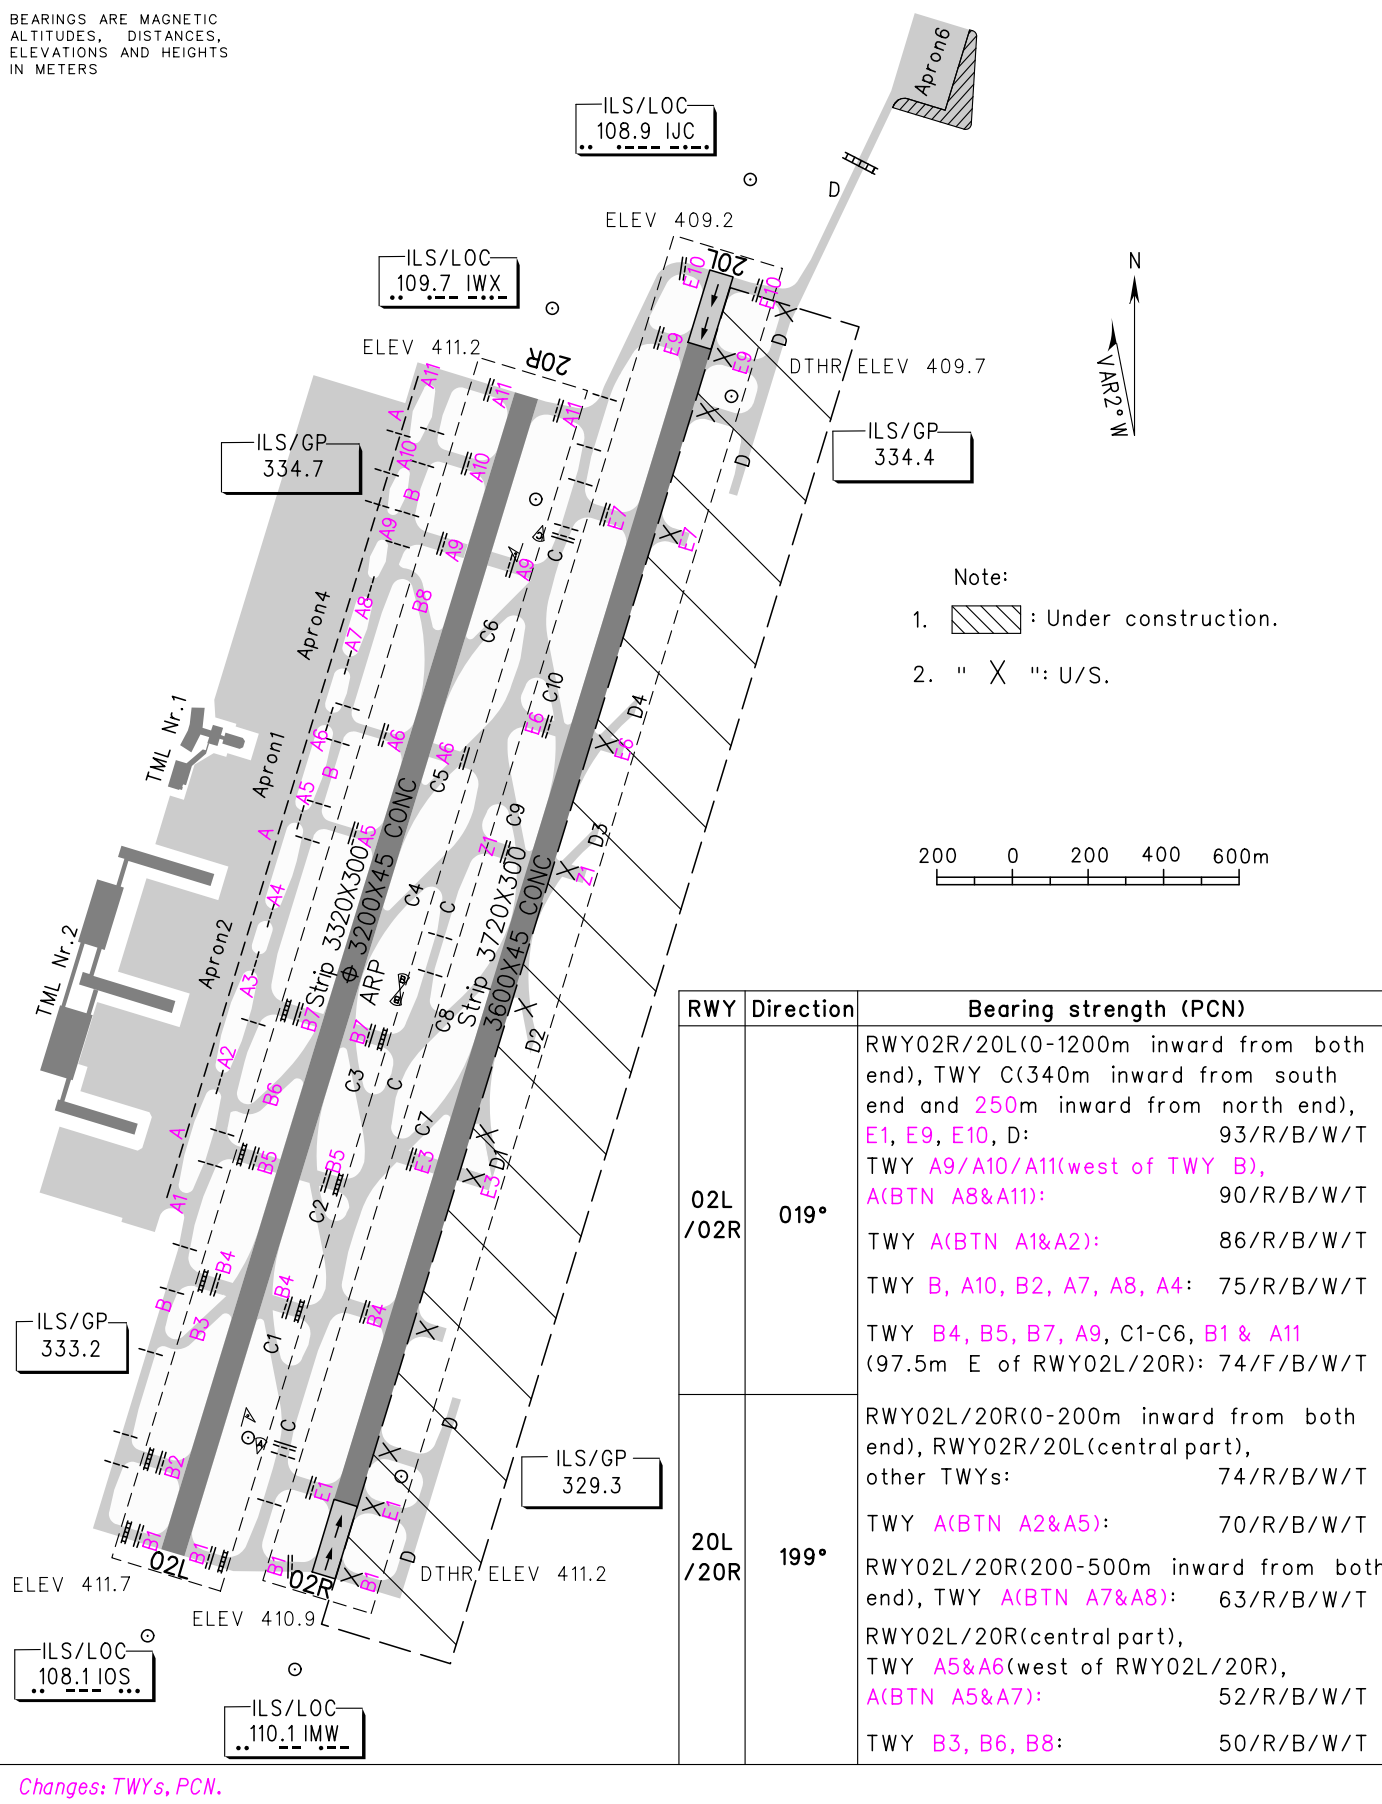 BEARINGS ARE MAGNETIC
ALTITUDES, DISTANCES,
ELEVATIONS AND HEIGHTS
IN METERS
Apron6
ILS/LOC
108.9 IJC
D
ELEV 409.2
20L
E10
E10
ILS/LOC
109.7 IWX
N
VAR2°W
ELEV 411.2
20R
E9
E9
D
DTHR ELEV 409.7
A11
A11
A11
A
ILS/GP
334.7
A10
A10
B
D
ILS/GP
334.4
A9
A9
A9
C
E7
E7
Note:
1. : Under construction.
2. " X ": U/S.
Apron4
A7
A8
B8
C6
C10
D4
TML Nr.1
Apron1
A6
A6
A6
E6
E6
B
A5
A5
C5
C9
D3
A
Z1
Z1
200 0 200 400 600m
A4
C4
C
Strip 3320X300
3200X45 CONC
Strip 3720X300
3600X45 CONC
TML Nr.2
Apron2
A3
ARP
B7
B7
C8
D2
A2
B6
C3
C
C7
A
B5
B5
E3
D1
E3
A1
C2
B4
B4
B4
B
B3
C1
ILS/GP
333.2
C
D
B2
E1
E1
ILS/GP
329.3
B1
B1
B1
B1
D
02L
02R
ELEV 411.7
DTHR ELEV 411.2
ELEV 410.9
ILS/LOC
108.1 IOS
ILS/LOC
110.1 IMW
RWY Direction Bearing strength (PCN)
02L
/02R
019°
RWY02R/20L(0-1200m inward from both
end), TWY C(340m inward from south
end and 250m inward from north end),
E1, E9, E10, D: 93/R/B/W/T
TWY A9/A10/A11(west of TWY B),
A(BTN A8&A11): 90/R/B/W/T
TWY A(BTN A1&A2): 86/R/B/W/T
TWY B, A10, B2, A7, A8, A4: 75/R/B/W/T
TWY B4, B5, B7, A9, C1-C6, B1 & A11
(97.5m E of RWY02L/20R): 74/F/B/W/T
20L
/20R
199°
RWY02L/20R(0-200m inward from both
end), RWY02R/20L(central part),
other TWYs: 74/R/B/W/T
TWY A(BTN A2&A5): 70/R/B/W/T
RWY02L/20R(200-500m inward from both
end), TWY A(BTN A7&A8): 63/R/B/W/T
RWY02L/20R(central part),
TWY A5&A6(west of RWY02L/20R),
A(BTN A5&A7): 52/R/B/W/T
TWY B3, B6, B8: 50/R/B/W/T
Changes: TWYs, PCN.